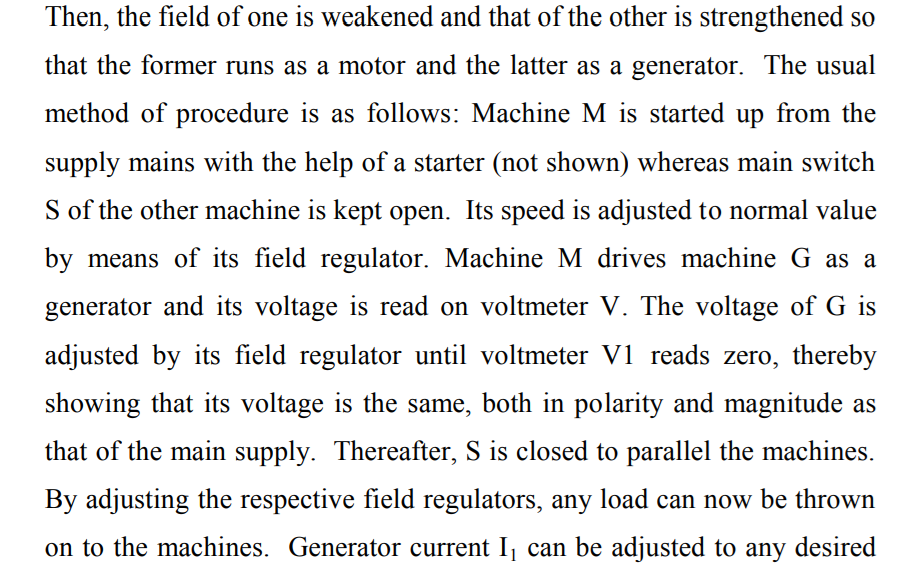 Then, the field of one is weakened and that of the other is strengthened so
that the former runs as a motor and the latter as a generator.  The usual
method of procedure is as follows: Machine M is started up from the
supply mains with the help of a starter (not shown) whereas main switch
S of the other machine is kept open.  Its speed is adjusted to normal value
by means of its field regulator. Machine M drives machine G as a
generator and its voltage is read on voltmeter V. The voltage of G is
adjusted by its field regulator until voltmeter V1 reads zero, thereby
showing that its voltage is the same, both in polarity and magnitude as
that of the main supply.  Thereafter, S is closed to parallel the machines.
By adjusting the respective field regulators, any load can now be thrown
on to the machines.  Generator current I₁ can be adjusted to any desired